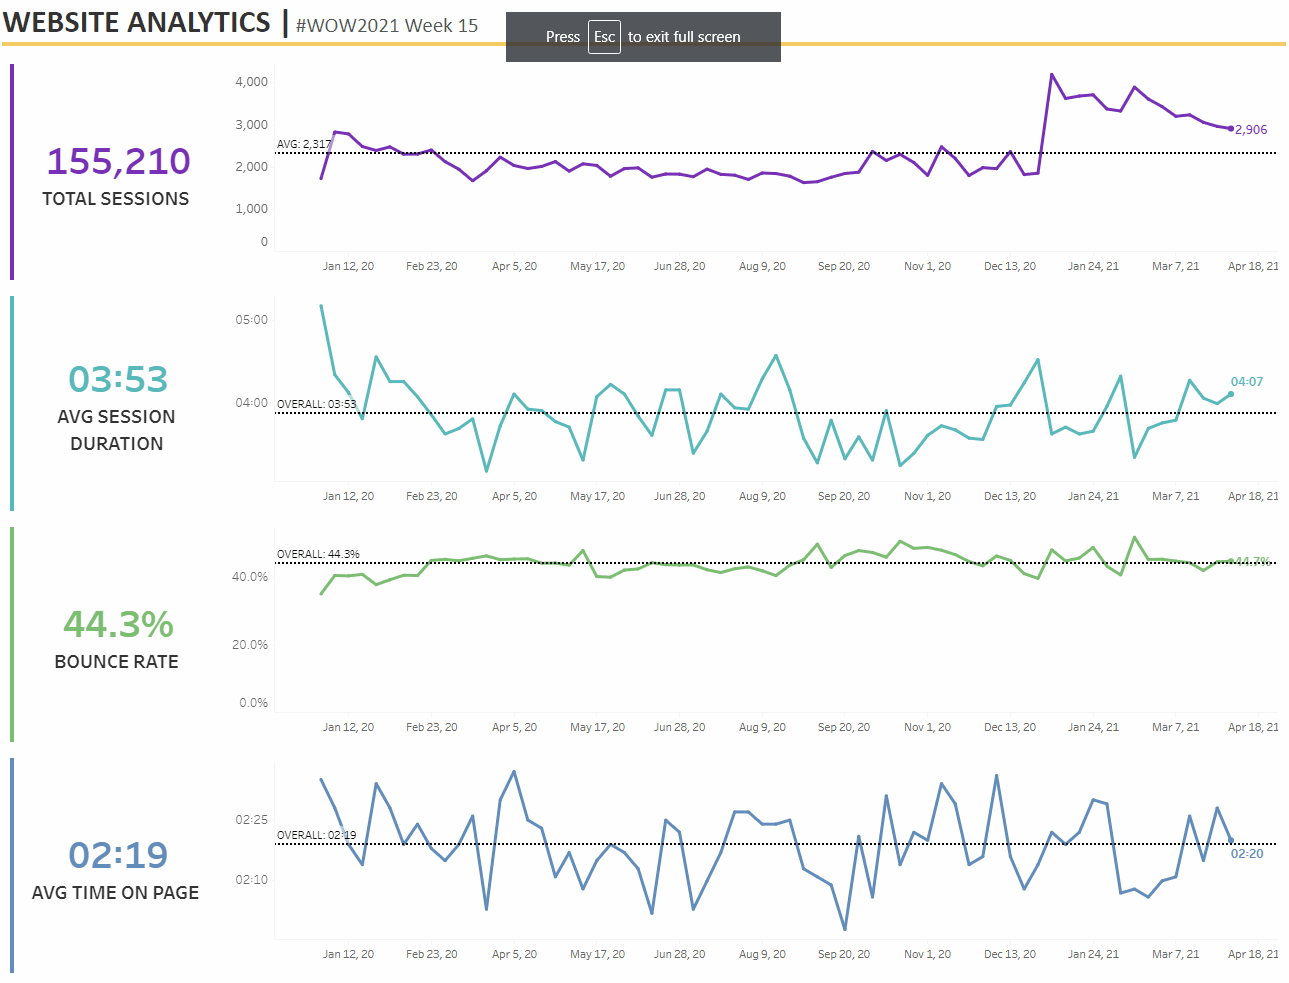 WEBSITE ANALYTICS | #WOW2021 Week 15
Press Esc to exit full screen
155,210
TOTAL SESSIONS
4,000
3,000
2,000
1,000
0
AVG: 2,317
2,906
Jan 12, 20 Feb 23, 20 Apr 5, 20 May 17, 20 Jun 28, 20 Aug 9, 20 Sep 20, 20 Nov 1, 20 Dec 13, 20 Jan 24, 21 Mar 7, 21 Apr 18, 21
03:53
AVG SESSION
DURATION
05:00
04:00
OVERALL: 03:53
04:07
Jan 12, 20 Feb 23, 20 Apr 5, 20 May 17, 20 Jun 28, 20 Aug 9, 20 Sep 20, 20 Nov 1, 20 Dec 13, 20 Jan 24, 21 Mar 7, 21 Apr 18, 21
44.3%
BOUNCE RATE
OVERALL: 44.3%
40.0%
20.0%
0.0%
44.7%
Jan 12, 20 Feb 23, 20 Apr 5, 20 May 17, 20 Jun 28, 20 Aug 9, 20 Sep 20, 20 Nov 1, 20 Dec 13, 20 Jan 24, 21 Mar 7, 21 Apr 18, 21
02:19
AVG TIME ON PAGE
02:25
02:10
OVERALL: 02:19
02:20
Jan 12, 20 Feb 23, 20 Apr 5, 20 May 17, 20 Jun 28, 20 Aug 9, 20 Sep 20, 20 Nov 1, 20 Dec 13, 20 Jan 24, 21 Mar 7, 21 Apr 18, 21